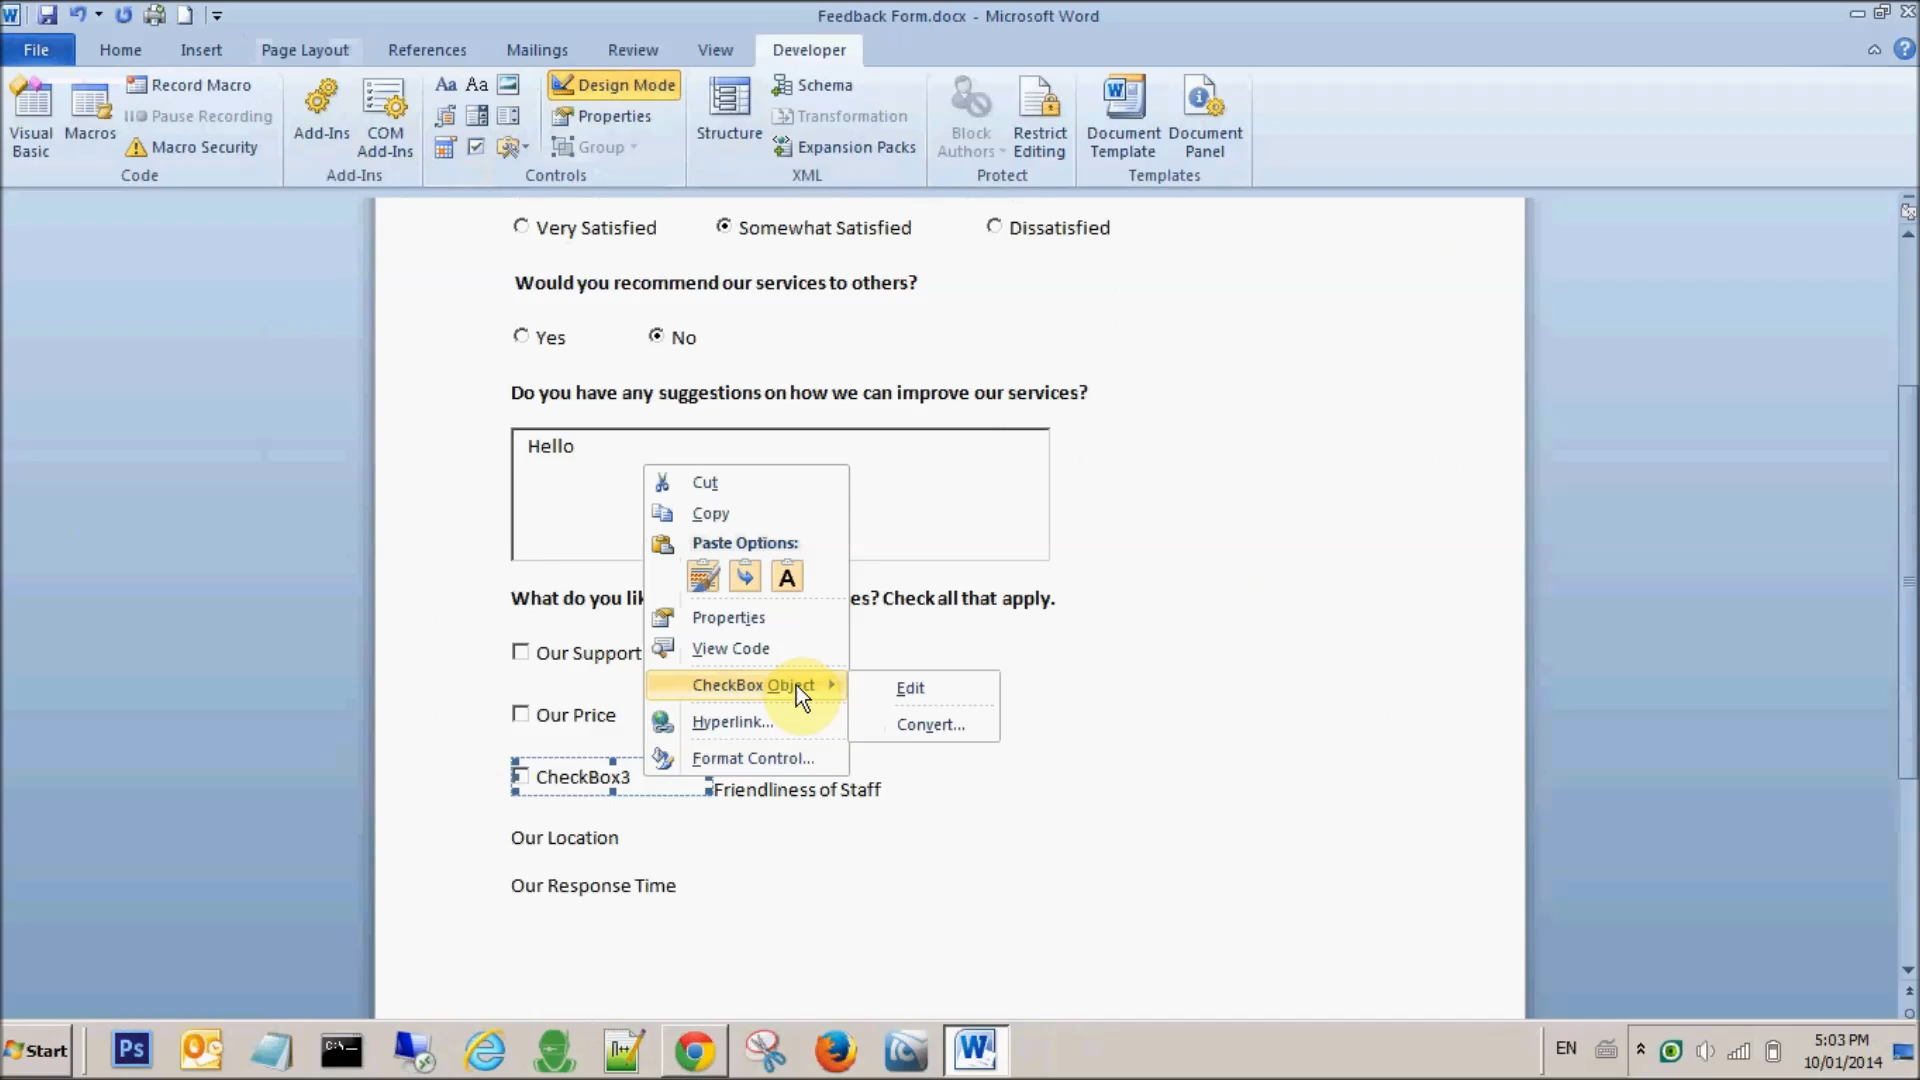 Feedback Form.docx - Microsoft Word
File Home Insert Page Layout References Mailings Review View Developer
Visual Basic
Macros
Record Macro
Pause Recording
Macro Security
Code
Add-Ins
COM Add-Ins
Add-Ins
Aa Aa
Design Mode
Properties
Group
Controls
Structure
Schema
Transformation
Expansion Packs
XML
Block Authors
Restrict Editing
Protect
Document Template
Document Panel
Templates
Very Satisfied Somewhat Satisfied Dissatisfied
Would you recommend our services to others?
Yes No
Do you have any suggestions on how we can improve our services?
Hello
Cut
Copy
Paste Options:
A
What do you lik es? Check all that apply.
Properties
View Code
Our Support
CheckBox Object
Edit
Hyperlink...
Convert...
Our Price
Format Control...
CheckBox3
Friendliness of Staff
Our Location
Our Response Time
Start
Ps
C:\
EN
5:03 PM
10/01/2014